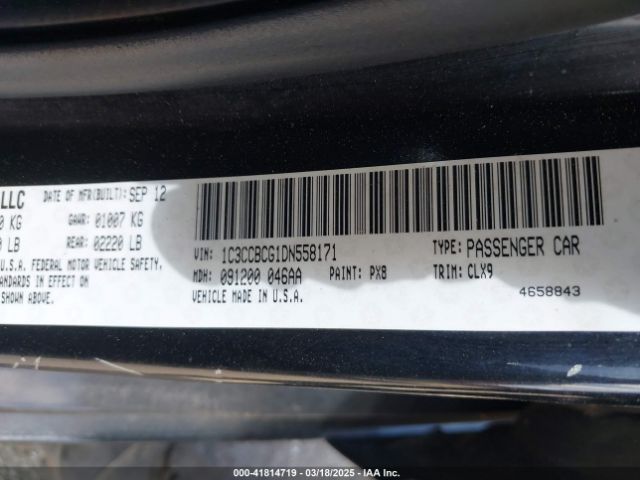 LLC DATE OF MFR(BUILT): SEP 12
0 KG GAWR: 01007 KG
0 LB REAR: 02220 LB
U.S.A. FEDERAL MOTOR VEHICLE SAFETY,
STANDARDS IN EFFECT ON
SHOWN ABOVE.
VIN: 1C3CCBCG1DN558171 TYPE: PASSENGER CAR
MDH: 091200 046AA PAINT: PX8 TRIM: CLX9
VEHICLE MADE IN U.S.A. 4658843
000-41814719 — 03/18/2025 — IAA Inc.